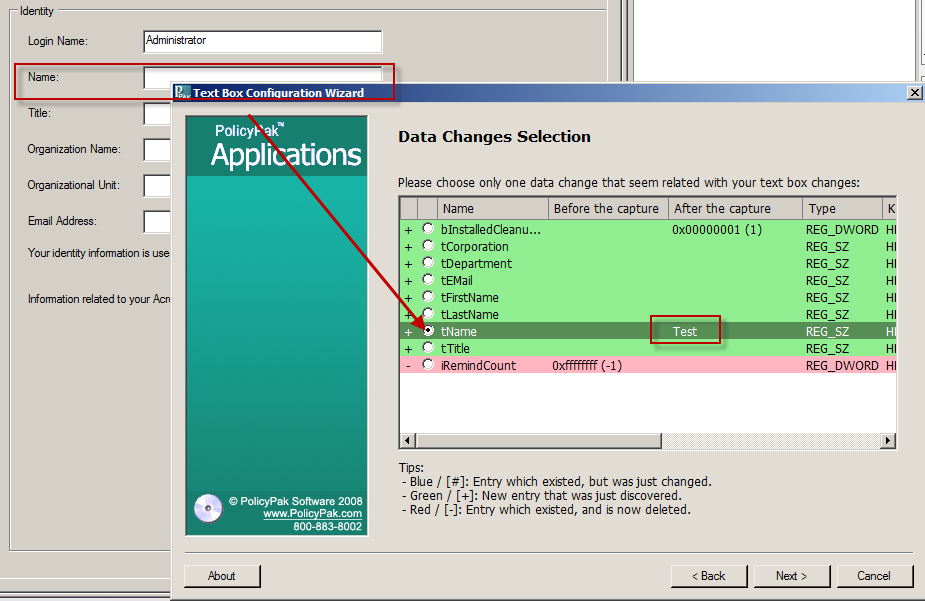 Identity
Login Name:
Administrator
Name:
Title:
Organization Name:
Organizational Unit:
Email Address:
Your identity information is use
Information related to your Acr
PPAK Text Box Configuration Wizard
PolicyPak™
Applications
© PolicyPak Software 2008
www.PolicyPak.com
800-883-8002
Data Changes Selection
Please choose only one data change that seem related with your text box changes:
Name Before the capture After the capture Type K
+ bInstalledCleanu... 0x00000001 (1) REG_DWORD HI
+ tCorporation REG_SZ HI
+ tDepartment REG_SZ HI
+ tEMail REG_SZ HI
+ tFirstName REG_SZ HI
+ tLastName REG_SZ HI
+ tName Test REG_SZ HI
+ tTitle REG_SZ HI
- iRemindCount 0xffffffff (-1) REG_DWORD HI
Tips:
- Blue / [#]: Entry which existed, but was just changed.
- Green / [+]: New entry that was just discovered.
- Red / [-]: Entry which existed, and is now deleted.
About
< Back
Next >
Cancel